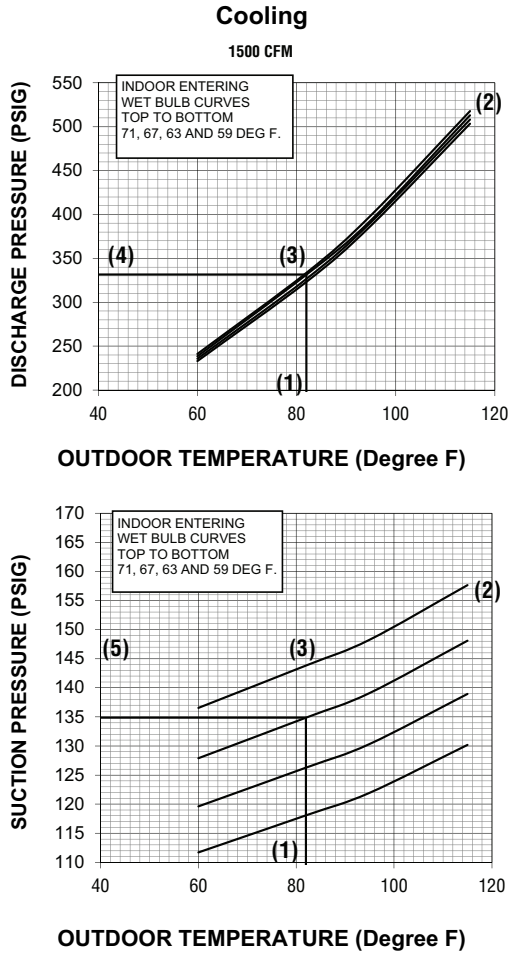 Cooling
1500 CFM
DISCHARGE PRESSURE (PSIG)
550
500
450
400
350
300
250
200
INDOOR ENTERING
WET BULB CURVES
TOP TO BOTTOM
71, 67, 63 AND 59 DEG F.
(2)
(4)
(3)
(1)
40
60
80
100
120
OUTDOOR TEMPERATURE (Degree F)
SUCTION PRESSURE (PSIG)
170
165
160
155
150
145
140
135
130
125
120
115
110
INDOOR ENTERING
WET BULB CURVES
TOP TO BOTTOM
71, 67, 63 AND 59 DEG F.
(2)
(5)
(3)
(1)
40
60
80
100
120
OUTDOOR TEMPERATURE (Degree F)